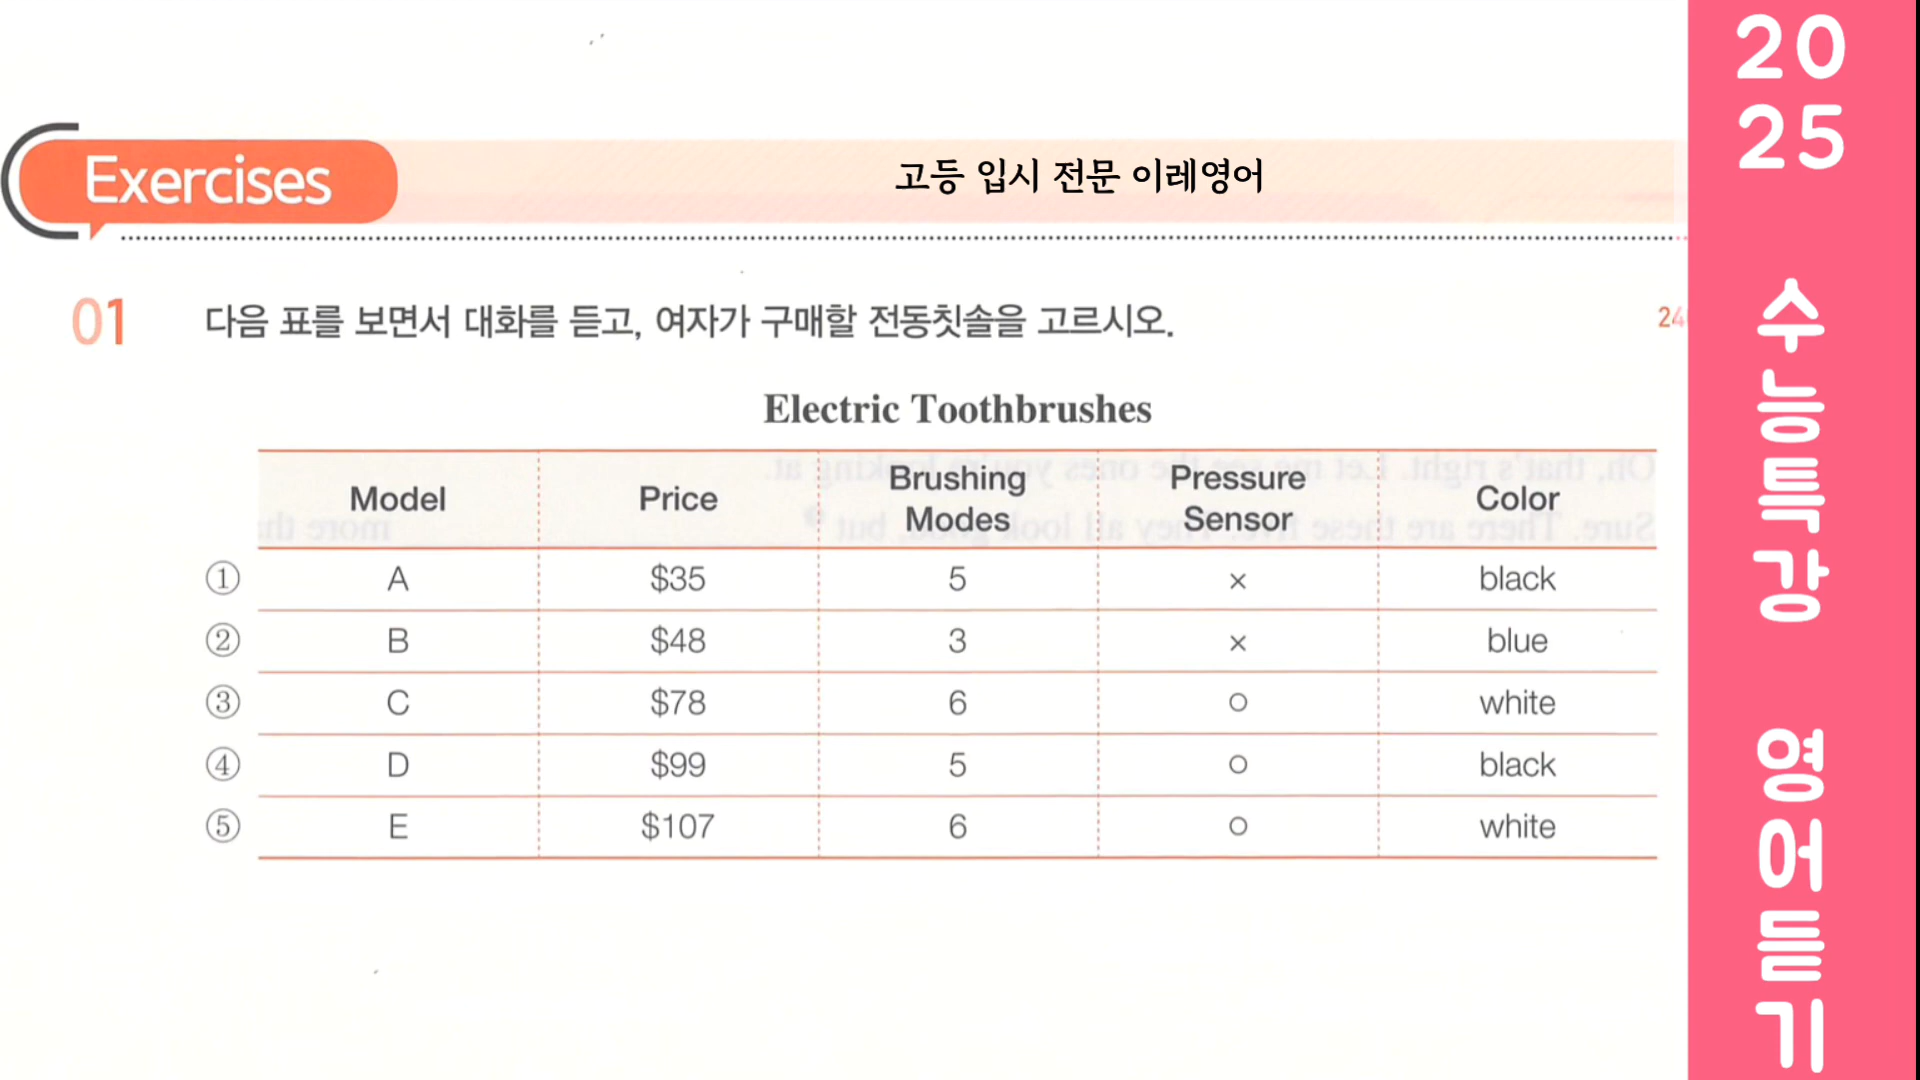 Exercises
고등 입시 전문 이레영어
01 다음 표를 보면서 대화를 듣고, 여자가 구매할 전동칫솔을 고르시오.
Electric Toothbrushes
Model Price Brushing Modes Pressure Sensor Color
① A $35 5 × black
② B $48 3 × blue
③ C $78 6 ○ white
④ D $99 5 ○ black
⑤ E $107 6 ○ white
2025 수능특강 영어듣기